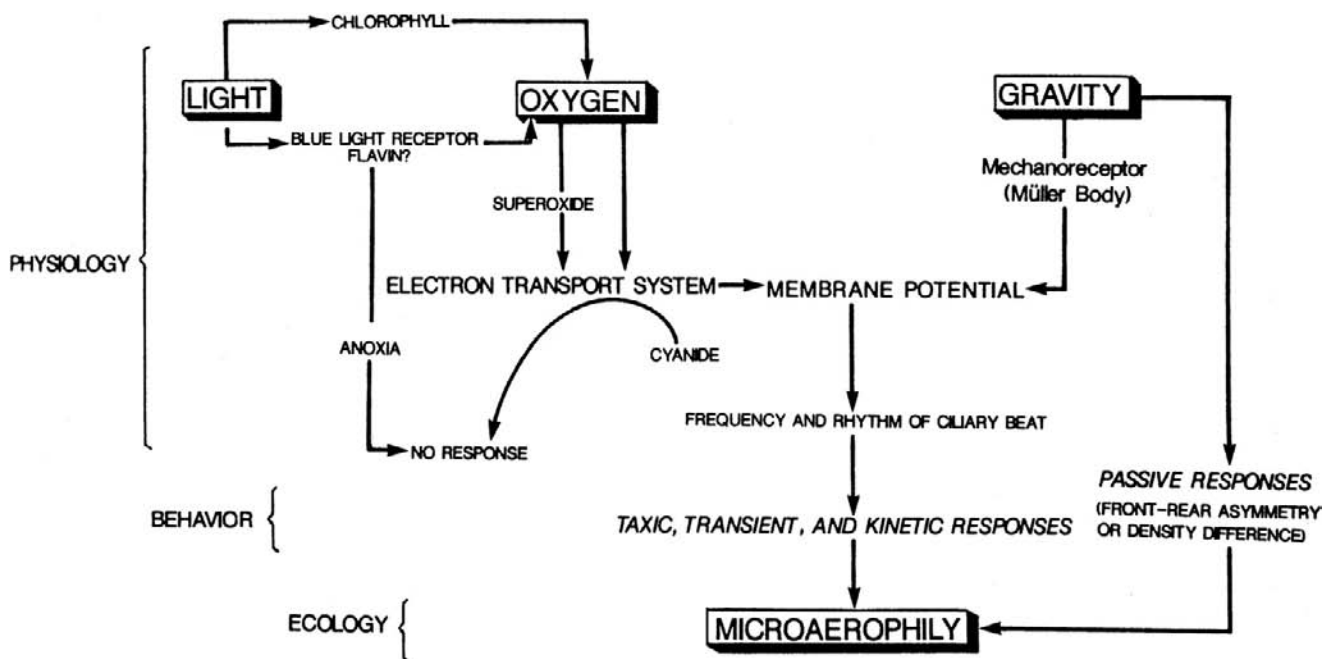 CHLOROPHYLL
LIGHT
OXYGEN
GRAVITY
BLUE LIGHT RECEPTOR
FLAVIN?
Mechanoreceptor
(Müller Body)
SUPEROXIDE
PHYSIOLOGY
ELECTRON TRANSPORT SYSTEM
MEMBRANE POTENTIAL
ANOXIA
CYANIDE
FREQUENCY AND RHYTHM OF CILIARY BEAT
NO RESPONSE
PASSIVE RESPONSES
(FRONT-REAR ASYMMETRY
OR DENSITY DIFFERENCE)
BEHAVIOR
TAXIC, TRANSIENT, AND KINETIC RESPONSES
ECOLOGY
MICROAEROPHILY